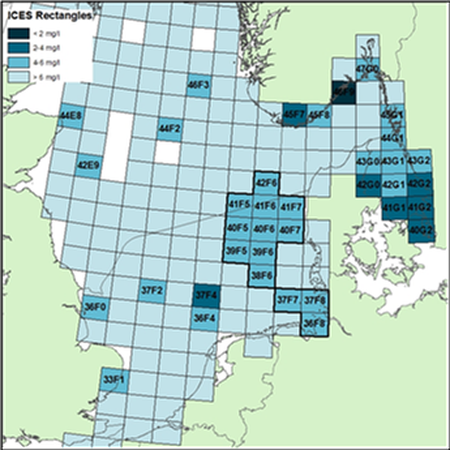 ICES Rectangles
< 2 mg/l
2-4 mg/l
4-6 mg/l
> 6 mg/l
47G0
46F3
44E8
45F7
45F8
45G1
44F2
44G1
42E9
43G0
43G1
43G2
42F6
42G0
42G1
42G2
41F5
41F6
41F7
41G1
41G2
40F5
40F6
40F7
40G2
39F5
39F6
38F6
37F2
37F4
37F7
37F8
36F0
36F4
36F8
33F1